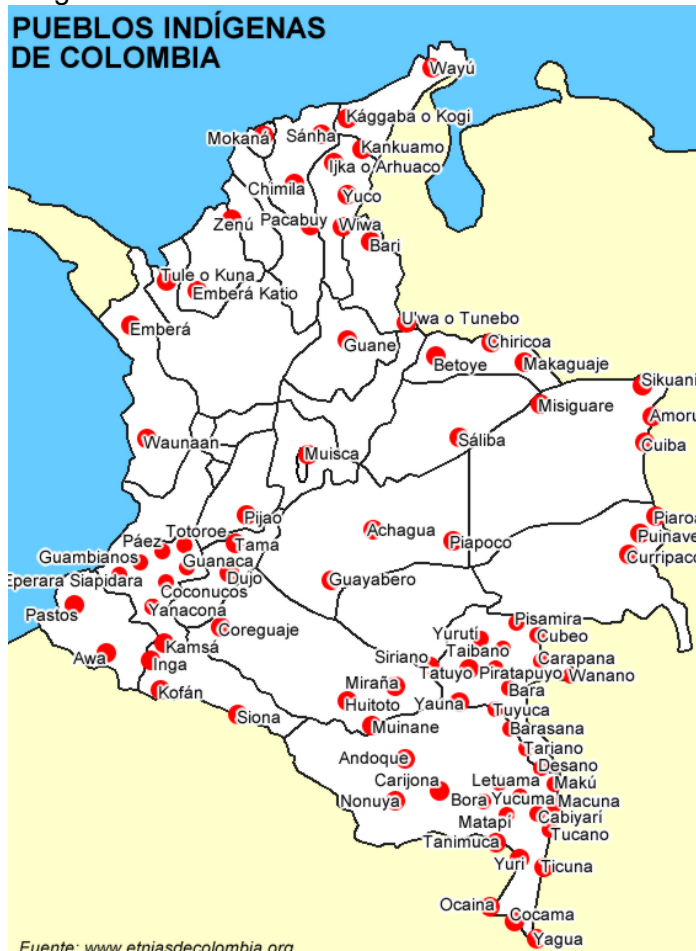 PUEBLOS INDÍGENAS
DE COLOMBIA
Wayú
Kággaba o Kogi
Mokaná
Sánha
Kankuamo
Ijka o Arhuaco
Chimila
Yuco
Zenú
Pacabuy
Wiwa
Bari
Tule o Kuna
Emberá Katio
Emberá
U'wa o Tunebo
Guane
Chiricoa
Betoye
Makaguaje
Sikuani
Misiguare
Amoru
Waunaan
Muisca
Sáliba
Cuiba
Pijao
Achagua
Piapoco
Piaroa
Puinave
Curripaco
Totoroe
Tama
Páez
Guambianos
Guanaca
Eperara Siapidara
Dujo
Guayabero
Coconucos
Yanacona
Pastos
Coreguaje
Pisamira
Kamsá
Yurutí
Cubeo
Awa
Inga
Taibano
Siriano
Carapana
Tatuyo
Piratapuyo
Wanano
Kofán
Miraña
Bara
Huitoto
Yauna
Siona
Tuyuca
Muinane
Barasana
Tariano
Andoque
Desano
Carijona
Letuama
Makú
Nonuya
Bora
Yucuma
Macuna
Matapí
Cabiyarí
Tucano
Tanimuca
Yuri
Ticuna
Ocaina
Cocama
Yagua
Fuente: www.etniasdecolombia.org